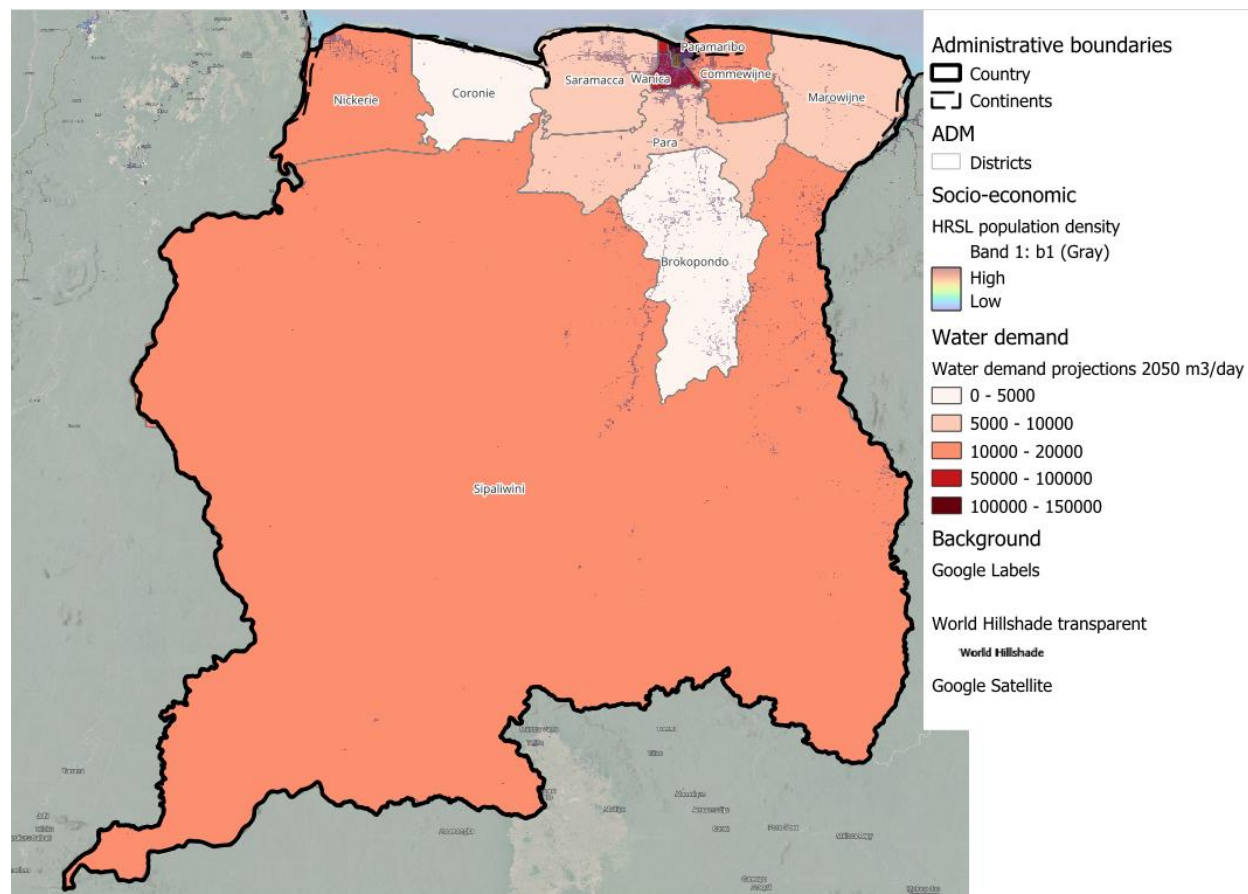 Paramaribo
Saramacca
Wanica
Commewijne
Nickerie
Coronie
Marowijne
Para
Brokopondo
Sipaliwini
Administrative boundaries
Country
Continents
ADM
Districts
Socio-economic
HRSL population density
Band 1: b1 (Gray)
High
Low
Water demand
Water demand projections 2050 m3/day
0 - 5000
5000 - 10000
10000 - 20000
50000 - 100000
100000 - 150000
Background
Google Labels
World Hillshade transparent
World Hillshade
Google Satellite